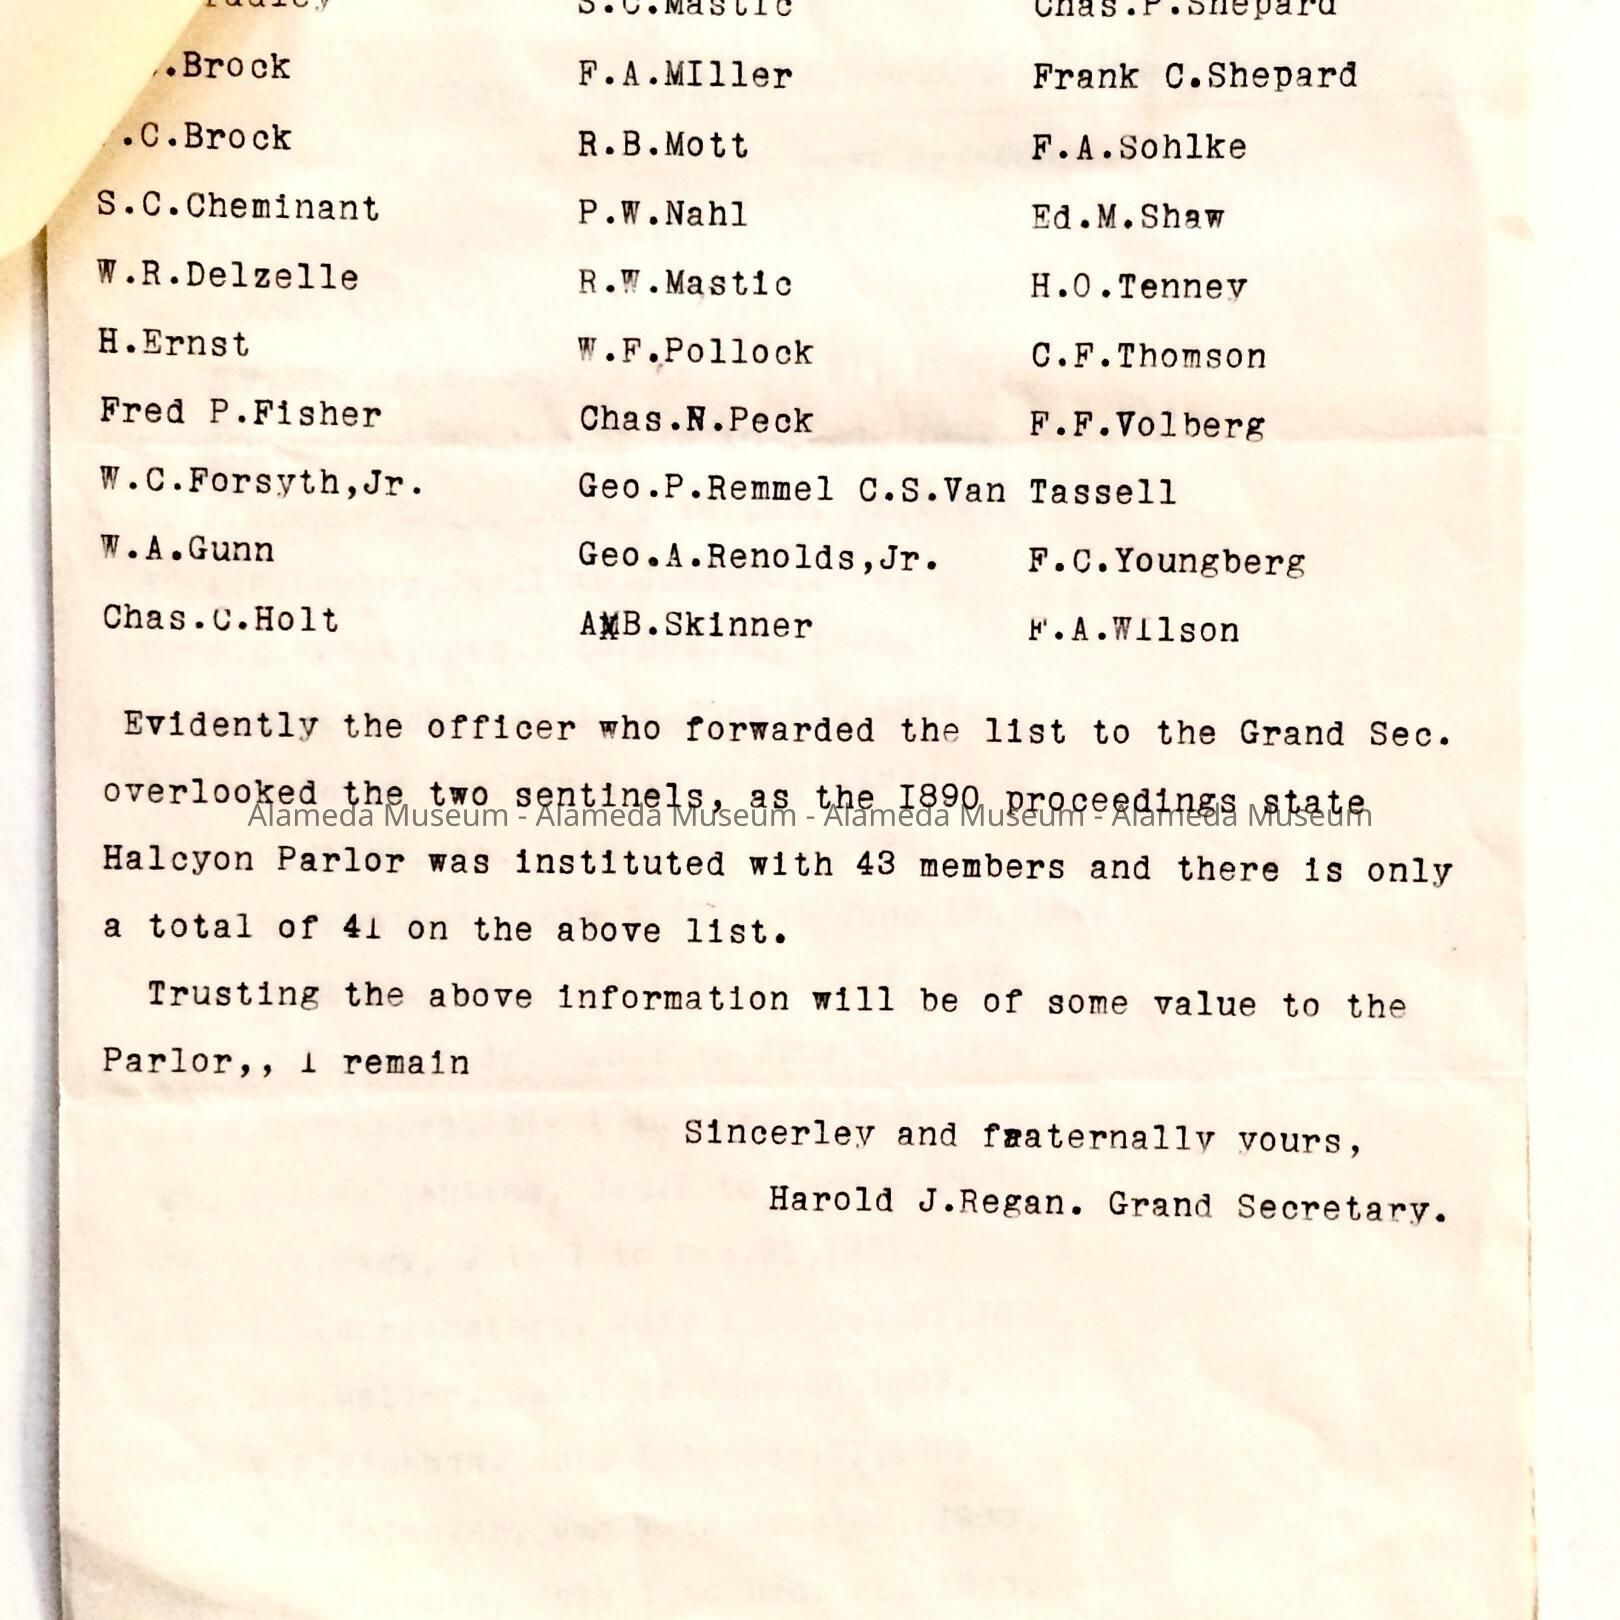 S.C.Mastic Chas.P.Shepard
.Brock F.A.MIller Frank C.Shepard
.C.Brock R.B.Mott F.A.Sohlke
S.C.Cheminant P.W.Nahl Ed.M.Shaw
W.R.Delzelle R.W.Mastic H.O.Tenney
H.Ernst W.F.Pollock C.F.Thomson
Fred P.Fisher Chas.N.Peck F.F.Volberg
W.C.Forsyth,Jr. Geo.P.Remmel C.S.Van Tassell
W.A.Gunn Geo.A.Renolds,Jr. F.C.Youngberg
Chas.C.Holt A.B.Skinner F.A.Wilson
Evidently the officer who forwarded the list to the Grand Sec.
overlooked the two sentinels, as the I890 proceedings state
Alameda Museum - Alameda Museum - Alameda Museum - Alameda Museum
Halcyon Parlor was instituted with 43 members and there is only
a total of 41 on the above list.
Trusting the above information will be of some value to the
Parlor,, i remain
Sincerley and fraternally yours,
Harold J.Regan. Grand Secretary.